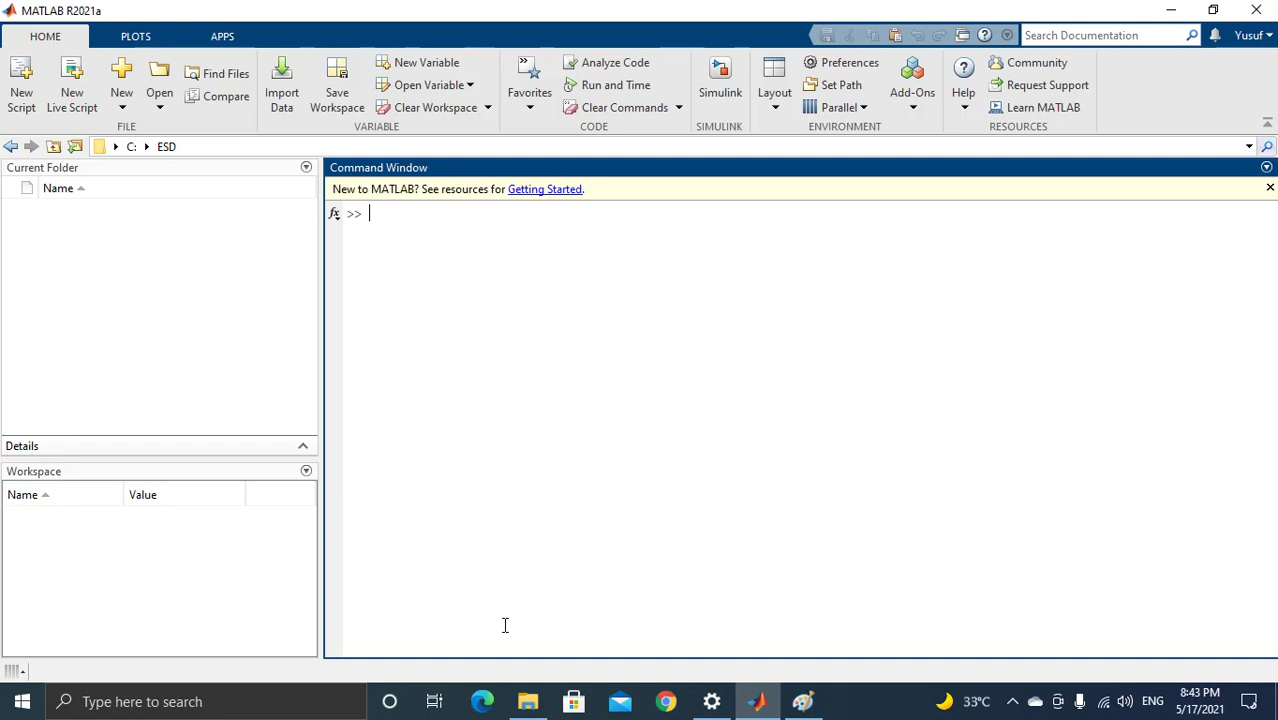 MATLAB R2021a
HOME
PLOTS
APPS
Search Documentation
Yusuf
New Script
New Live Script
New
Open
Find Files
Compare
FILE
Import Data
Save Workspace
New Variable
Open Variable
Clear Workspace
VARIABLE
Favorites
Analyze Code
Run and Time
Clear Commands
CODE
Simulink
SIMULINK
Layout
Preferences
Set Path
Parallel
ENVIRONMENT
Add-Ons
Help
Community
Request Support
Learn MATLAB
RESOURCES
C: ESD
Current Folder
Name
Details
Workspace
Name
Value
Command Window
New to MATLAB? See resources for Getting Started.
fx >>
Type here to search
33°C
ENG
8:43 PM
5/17/2021